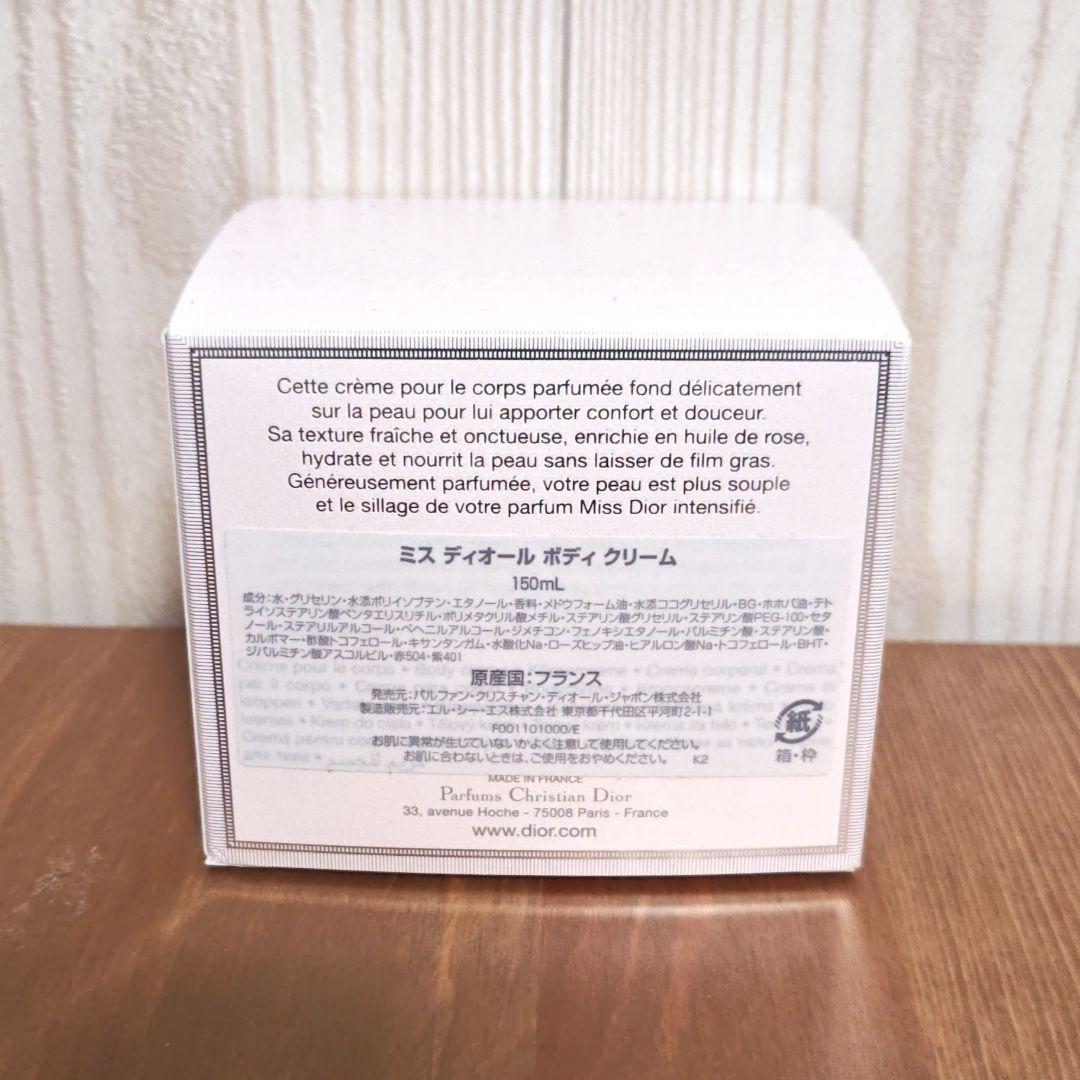 Cette crème pour le corps parfumée fond délicatement
sur la peau pour lui apporter confort et douceur.
Sa texture fraîche et onctueuse, enrichie en huile de rose,
hydrate et nourrit la peau sans laisser de film gras.
Généreusement parfumée, votre peau est plus souple
et le sillage de votre parfum Miss Dior intensifié.
ミス ディオール ボディ クリーム
150mL
成分：水・グリセリン・水添ポリイソブテン・エタノール・香料・メドウフォーム油・水添ココグリセリル・BG・ホホバ油・テト
ライソステアリン酸ペンタエリスリチル・ポリメタクリル酸メチル・ステアリン酸グリセリル・ステアリン酸PEG-100・セタ
ノール・ステアリルアルコール・ベヘニルアルコール・ジメチコン・フェノキシエタノール・パルミチン酸・ステアリン酸・
カルボマー・酢酸トコフェロール・キサンタンガム・水酸化Na・ローズヒップ油・ヒアルロン酸Na・トコフェロール・BHT・
ジパルミチン酸アスコルビル・赤504・紫401
原産国：フランス
発売元：パルファン・クリスチャン・ディオール・ジャポン株式会社
製造販売元：エル・シー・エス株式会社 東京都千代田区平河町2-1-1
F001101000/E
お肌に異常が生じていないかよく注意して使用してください。
お肌に合わないときは、ご使用をおやめください。 K2
紙
箱・枠
MADE IN FRANCE
Parfums Christian Dior
33, avenue Hoche - 75008 Paris - France
www.dior.com